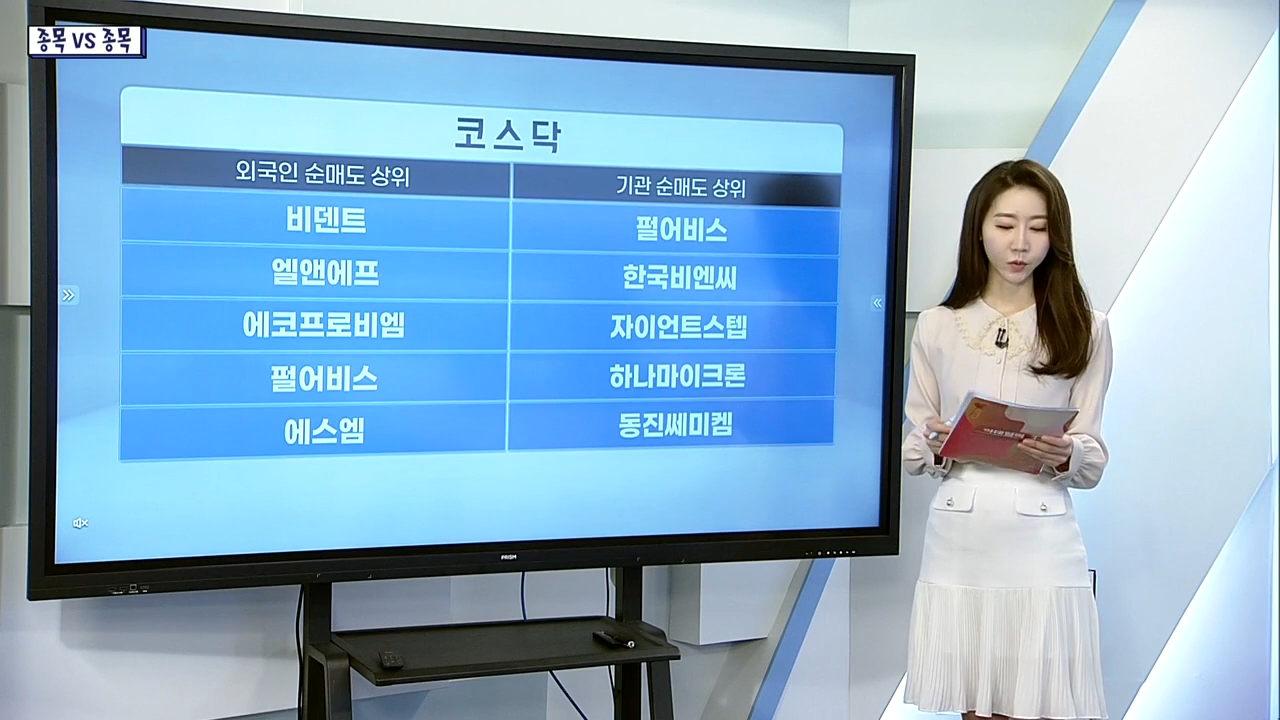 종목 VS 종목
코스닥
외국인 순매도 상위
기관 순매도 상위
비덴트
펄어비스
엘앤에프
한국비엔씨
에코프로비엠
자이언트스텝
펄어비스
하나마이크론
에스엠
동진쎄미켐
PRISM